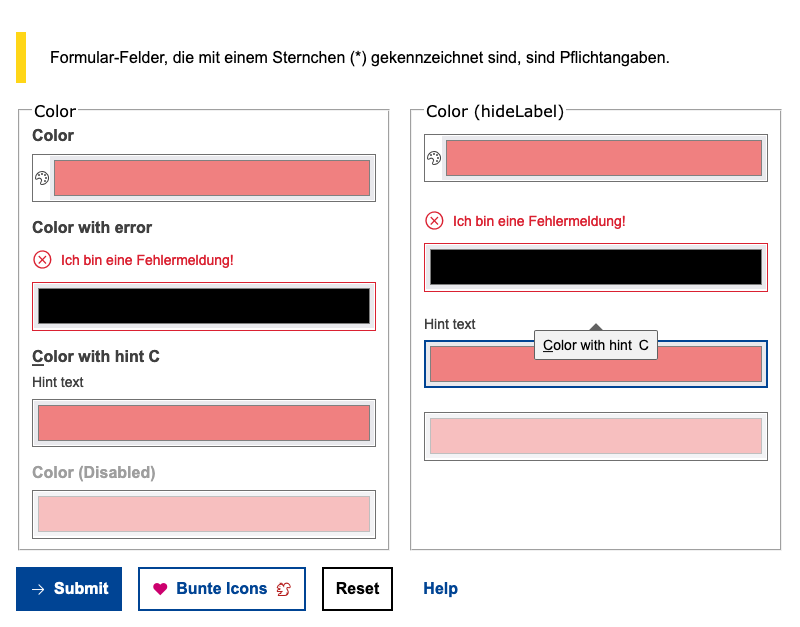 Formular-Felder, die mit einem Sternchen (*) gekennzeichnet sind, sind Pflichtangaben.
Color
Color
Color with error
Ich bin eine Fehlermeldung!
Color with hint C
Hint text
Color (Disabled)
Color (hideLabel)
Ich bin eine Fehlermeldung!
Hint text
Color with hint C
Submit
Bunte Icons
Reset
Help